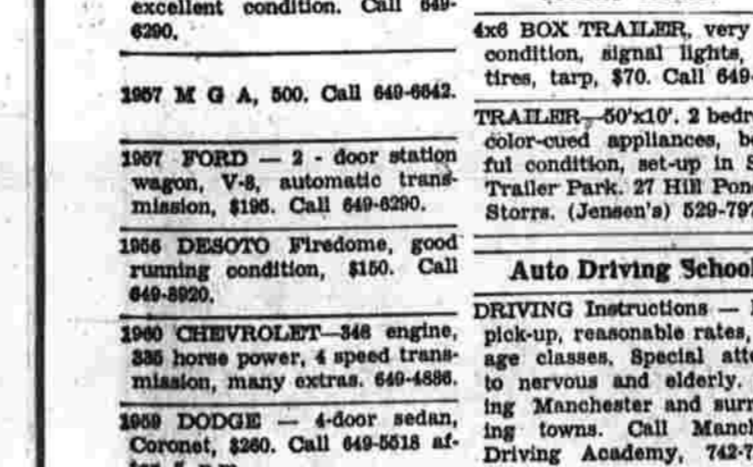 excellent condition. Call 649-
6290.
1957 M G A, 500. Call 649-6642.
1957 FORD — 2 - door station
wagon, V-8, automatic trans-
mission, $195. Call 649-6290.
1956 DESOTO Firedome, good
running condition, $150. Call
649-8920.
1960 CHEVROLET—348 engine,
335 horse power, 4 speed trans-
mission, many extras. 649-4886.
1959 DODGE — 4-door sedan,
Coronet, $260. Call 649-5518 af-
4x6 BOX TRAILER, very
condition, signal lights,
tires, tarp, $70. Call 649-
TRAILER—50'x10'. 2 bedr
color-cued appliances, b
ful condition, set-up in
Trailer Park. 27 Hill Pon
Storrs. (Jensen's) 529-797
Auto Driving School
DRIVING Instructions —
pick-up, reasonable rates,
age classes. Special att
to nervous and elderly.
ing Manchester and surr
ing towns. Call Manch
Driving Academy, 742-